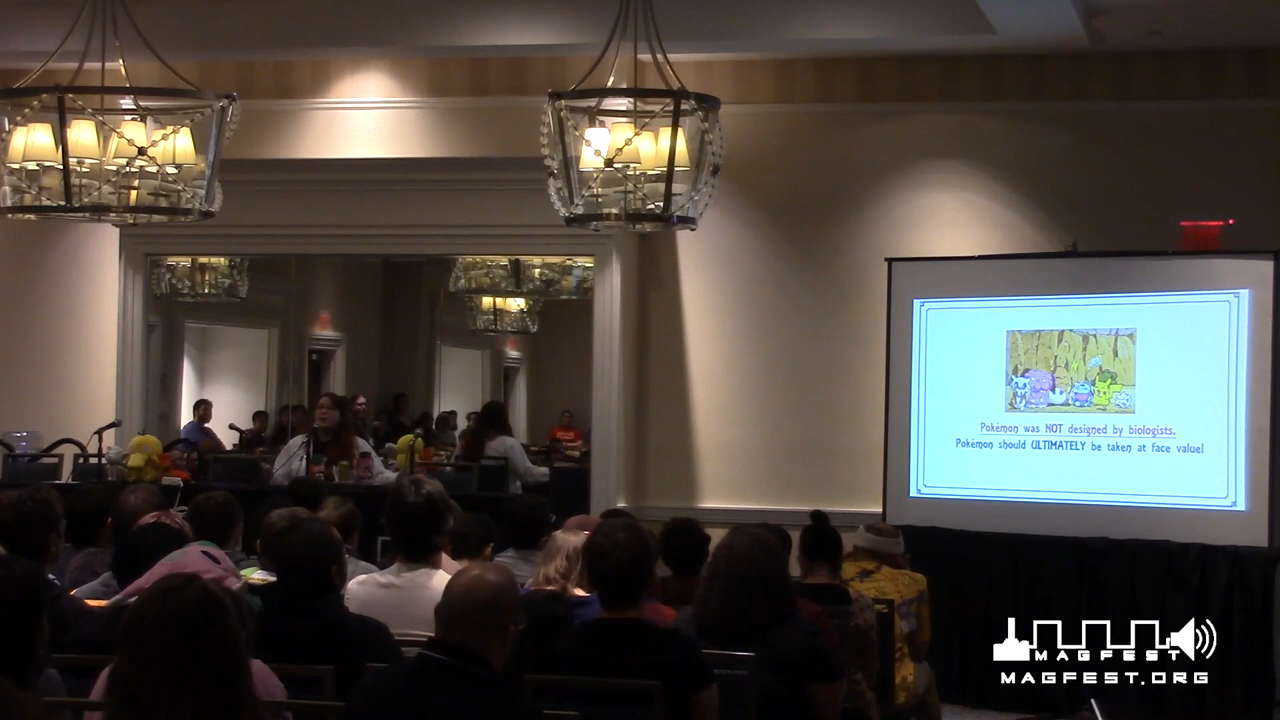 Pokémon was NOT designed by biologists.
Pokémon should ULTIMATELY be taken at face value!
MAGFEST
MAGFEST.ORG